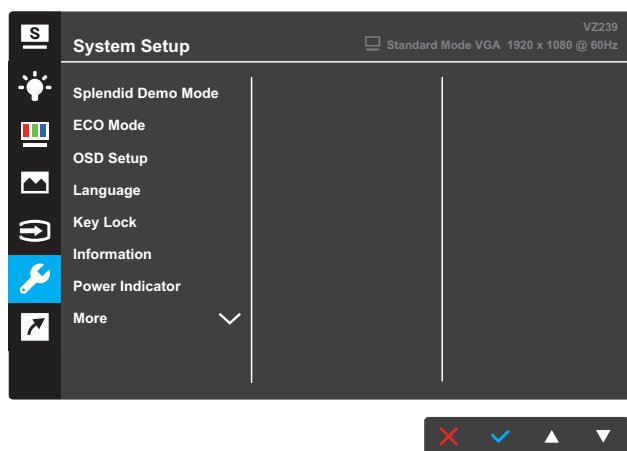 S
VZ239
System Setup
Standard Mode VGA 1920 x 1080 @ 60Hz
Splendid Demo Mode
ECO Mode
OSD Setup
Language
Key Lock
Information
Power Indicator
More